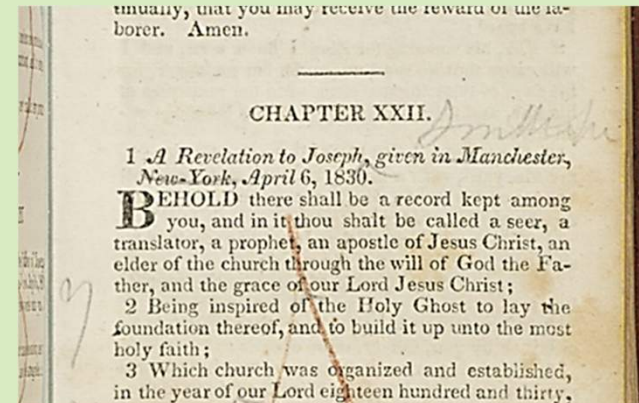 tinually, that you may receive the reward of the la-
borer. Amen.
CHAPTER XXII.
1 A Revelation to Joseph, given in Manchester,
New-York, April 6, 1830.
BEHOLD there shall be a record kept among
you, and in it thou shalt be called a seer, a
translator, a prophet, an apostle of Jesus Christ, an
elder of the church through the will of God the Fa-
ther, and the grace of our Lord Jesus Christ;
2 Being inspired of the Holy Ghost to lay the
foundation thereof, and to build it up unto the most
holy faith;
3 Which church was organized and established,
in the year of our Lord eighteen hundred and thirty,